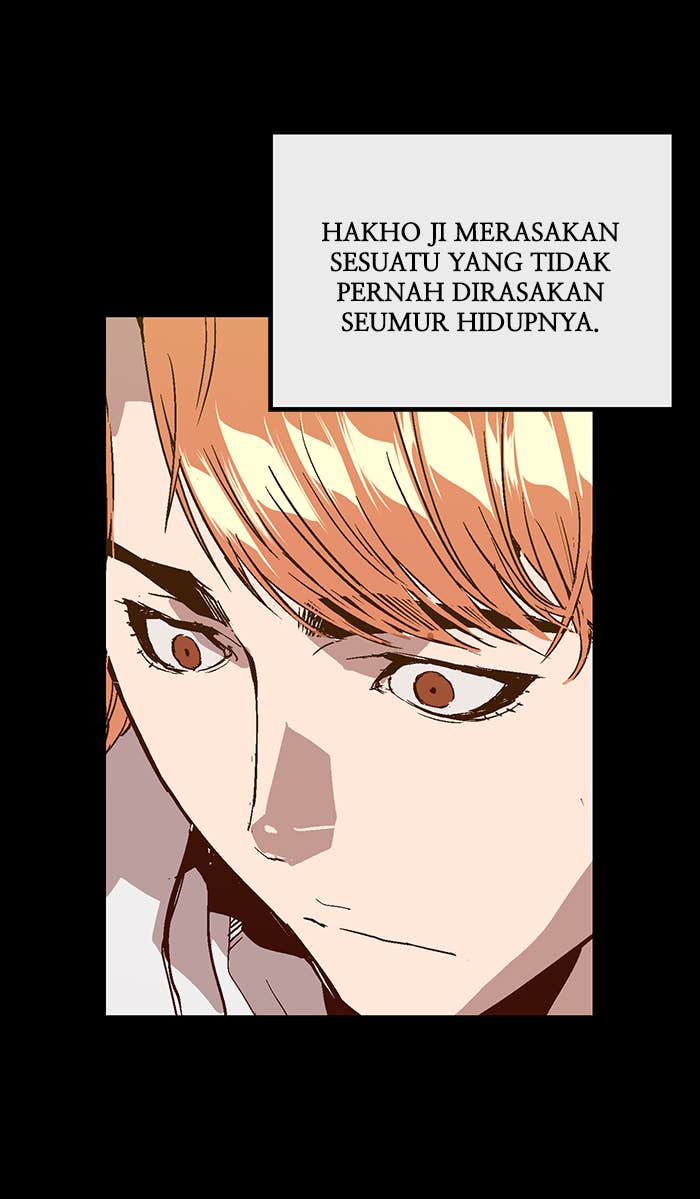 HAKHO JI MERASAKAN
SESUATU YANG TIDAK
PERNAH DIRASAKAN
SEUMUR HIDUPNYA.